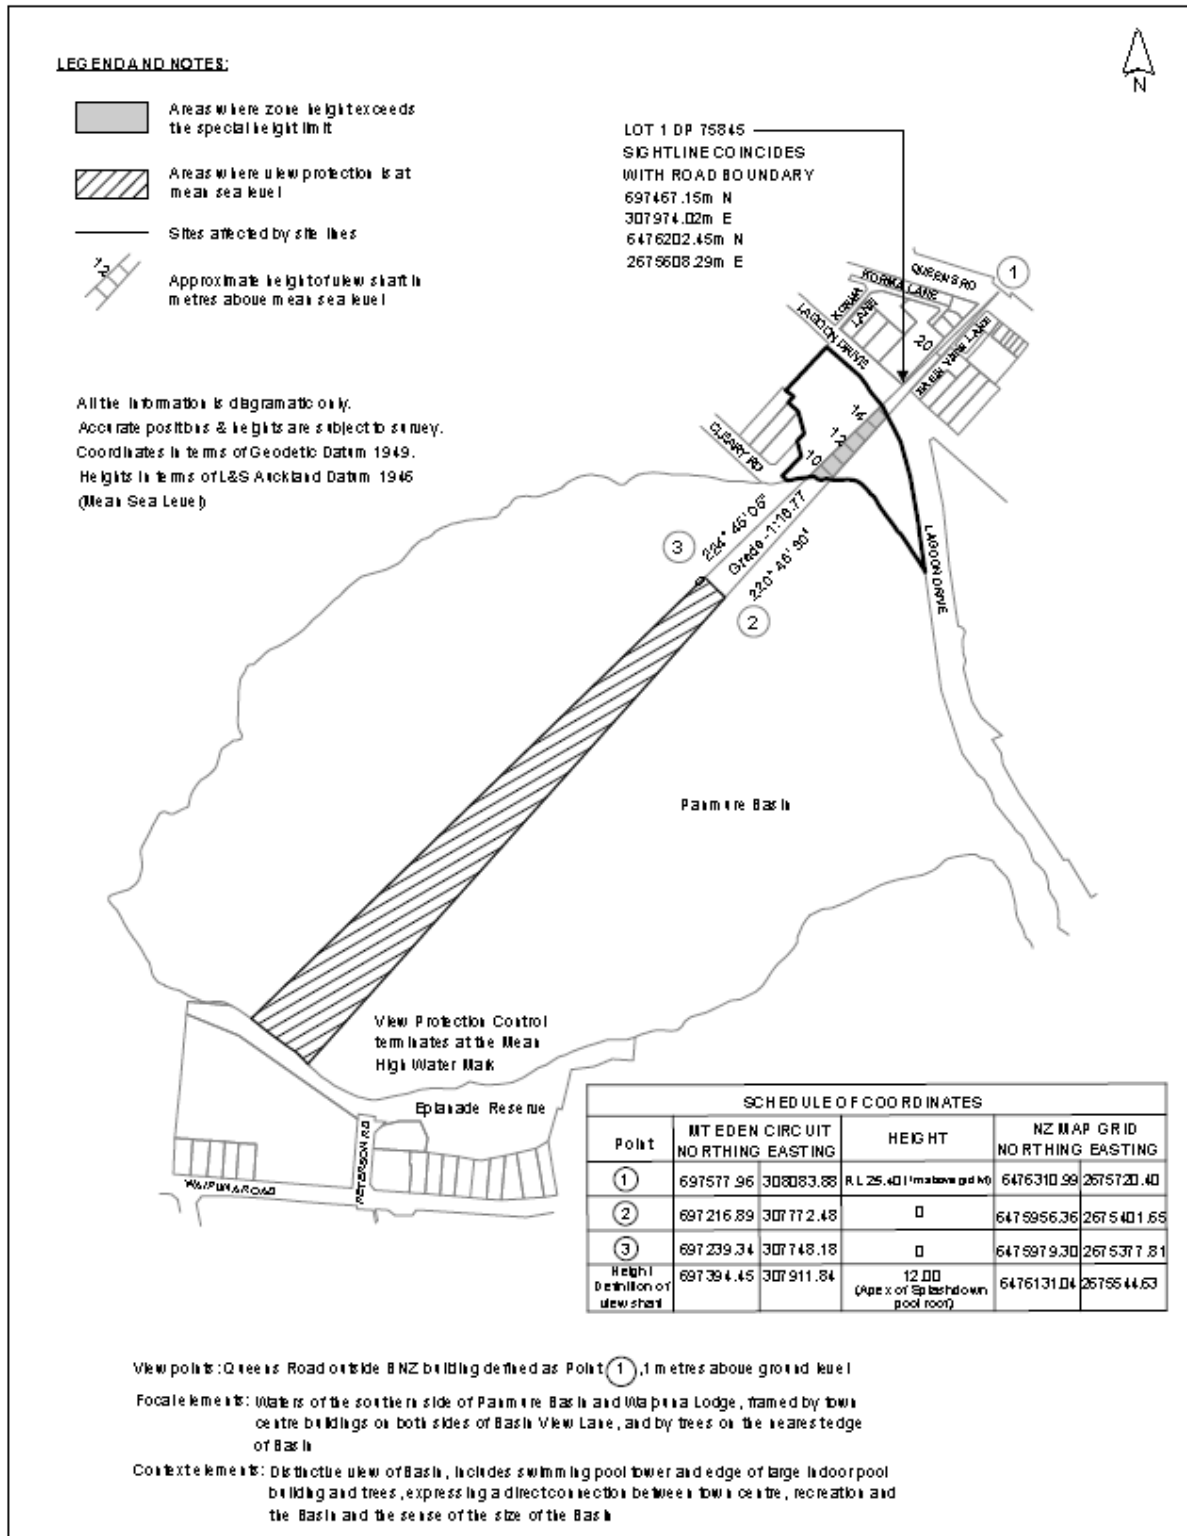 LEGEND AND NOTES:
Areas where zone height exceeds
the special height limit
Areas where view protection is at
mean sea level
Sites affected by site lines
12
Approximate height of view shaft in
metres above mean sea level
All the information is diagramatic only.
Accurate positions & heights are subject to survey.
Coordinates in terms of Geodetic Datum 1949.
Heights in terms of L&S Auckland Datum 1946
(Mean Sea Level)
N
LOT 1 DP 75845
SIGHTLINE COINCIDES
WITH ROAD BOUNDARY
697467.15m N
307974.02m E
6476202.45m N
2675608.29m E
QUEENS RD
1
KORMA LANE
KORMA
LANE
LAGOON DRIVE
20
BASIN VIEW LANE
14
12
10
CLEARY RD
224° 45' 05"
Grade -1:18.77
220° 46' 30"
3
2
LAGOON DRIVE
Panmure Basin
View Protection Control
terminates at the Mean
High Water Mark
Eplanade Reserve
PETERSON RD
WAIPUNA ROAD
SCHEDULE OF COORDINATES
Point MT EDEN CIRCUIT HEIGHT NZ MAP GRID
NORTHING EASTING NORTHING EASTING
1 697577.96 308083.88 R.L 25.40 (1m above gd lvl) 6476310.99 2675720.40
2 697216.89 307772.48 0 6475956.36 2675401.65
3 697239.34 307748.18 0 6475979.30 2675377.81
Height Definition of view shaft 697394.45 307911.84 12.00 (Apex of Splashdown pool roof) 6476131.04 2675544.63
View points: Queens Road outside BNZ building defined as Point 1 ,1 metres above ground level
Focal elements: Waters of the southern side of Panmure Basin and Waipuna Lodge, framed by town
centre buildings on both sides of Basin View Lane, and by trees on the nearest edge
of Basin
Context elements: Distinctive view of Basin, includes swimming pool tower and edge of large indoor pool
building and trees, expressing a direct connection between town centre, recreation and
the Basin and the sense of the size of the Basin